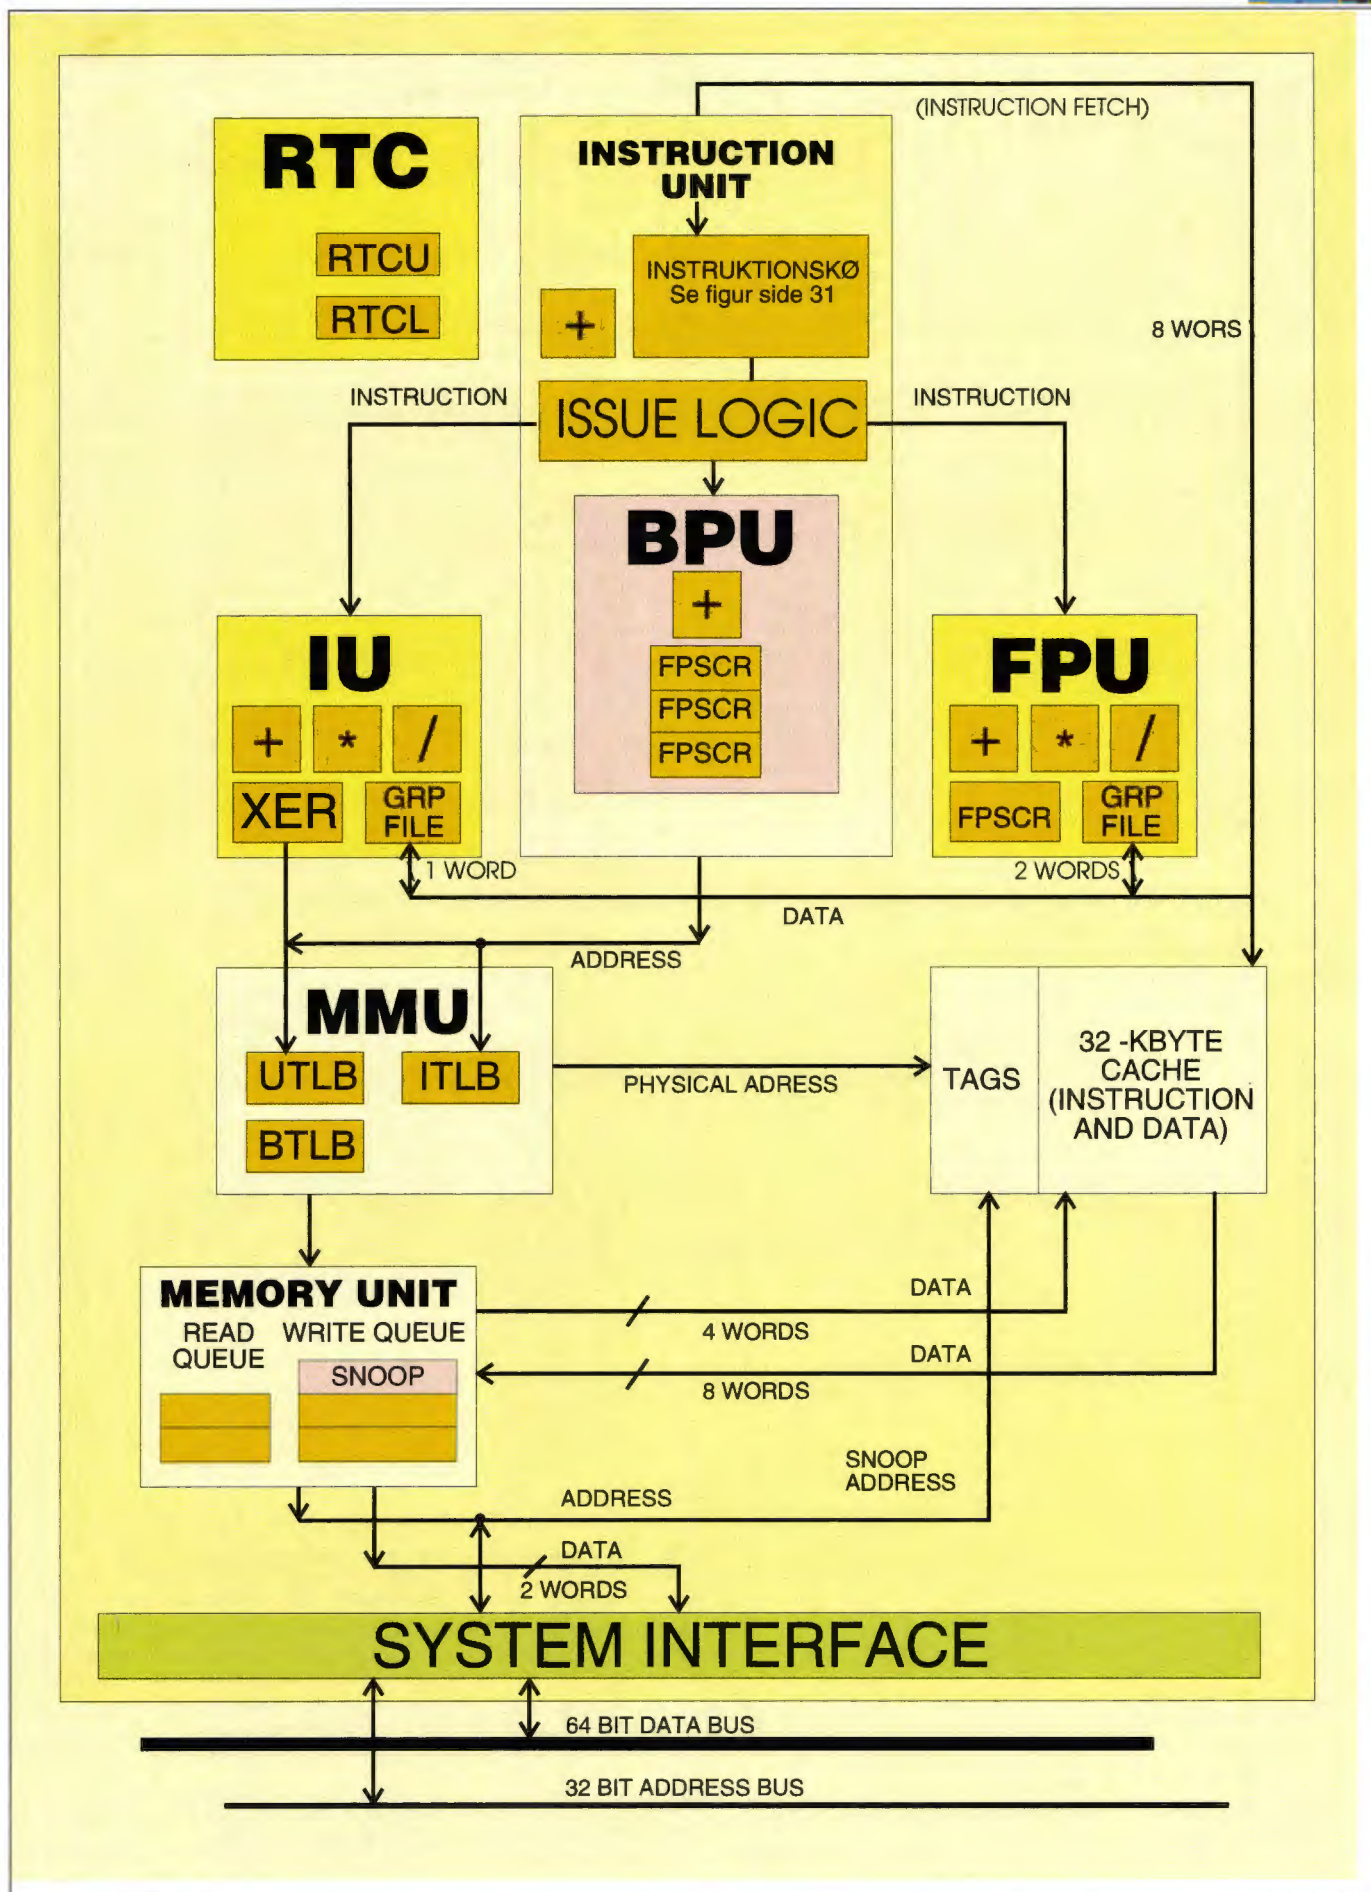 (INSTRUCTION FETCH)
RTC
RTCU
RTCL
INSTRUCTION
UNIT
INSTRUKTIONSKØ
Se figur side 31
+
8 WORS
INSTRUCTION
ISSUE LOGIC
INSTRUCTION
BPU
+
FPSCR
FPSCR
FPSCR
IU
+ * /
XER
GRP
FILE
FPU
+ * /
FPSCR
GRP
FILE
1 WORD
2 WORDS
DATA
ADDRESS
MMU
UTLB
ITLB
BTLB
PHYSICAL ADRESS
TAGS
32 -KBYTE
CACHE
(INSTRUCTION
AND DATA)
MEMORY UNIT
READ
QUEUE
WRITE QUEUE
SNOOP
DATA
4 WORDS
DATA
8 WORDS
SNOOP
ADDRESS
ADDRESS
DATA
2 WORDS
SYSTEM INTERFACE
64 BIT DATA BUS
32 BIT ADDRESS BUS